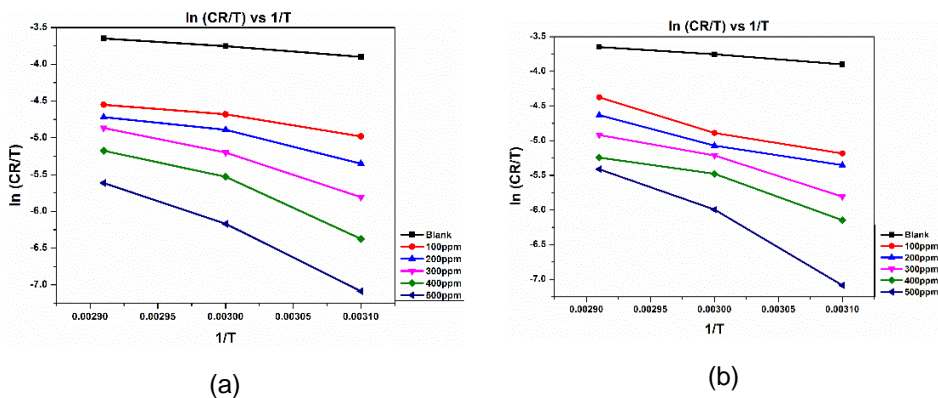 ln (CR/T) vs 1/T
-3.5
-4.0
-4.5
-5.0
-5.5
-6.0
-6.5
-7.0
ln (CR/T)
0.00290
0.00295
0.00300
0.00305
0.00310
1/T
Blank
100ppm
200ppm
300ppm
400ppm
500ppm
(a)
ln (CR/T) vs 1/T
-3.5
-4.0
-4.5
-5.0
-5.5
-6.0
-6.5
-7.0
ln (CR/T)
0.00290
0.00295
0.00300
0.00305
0.00310
1/T
Blank
100ppm
200ppm
300ppm
400ppm
500ppm
(b)